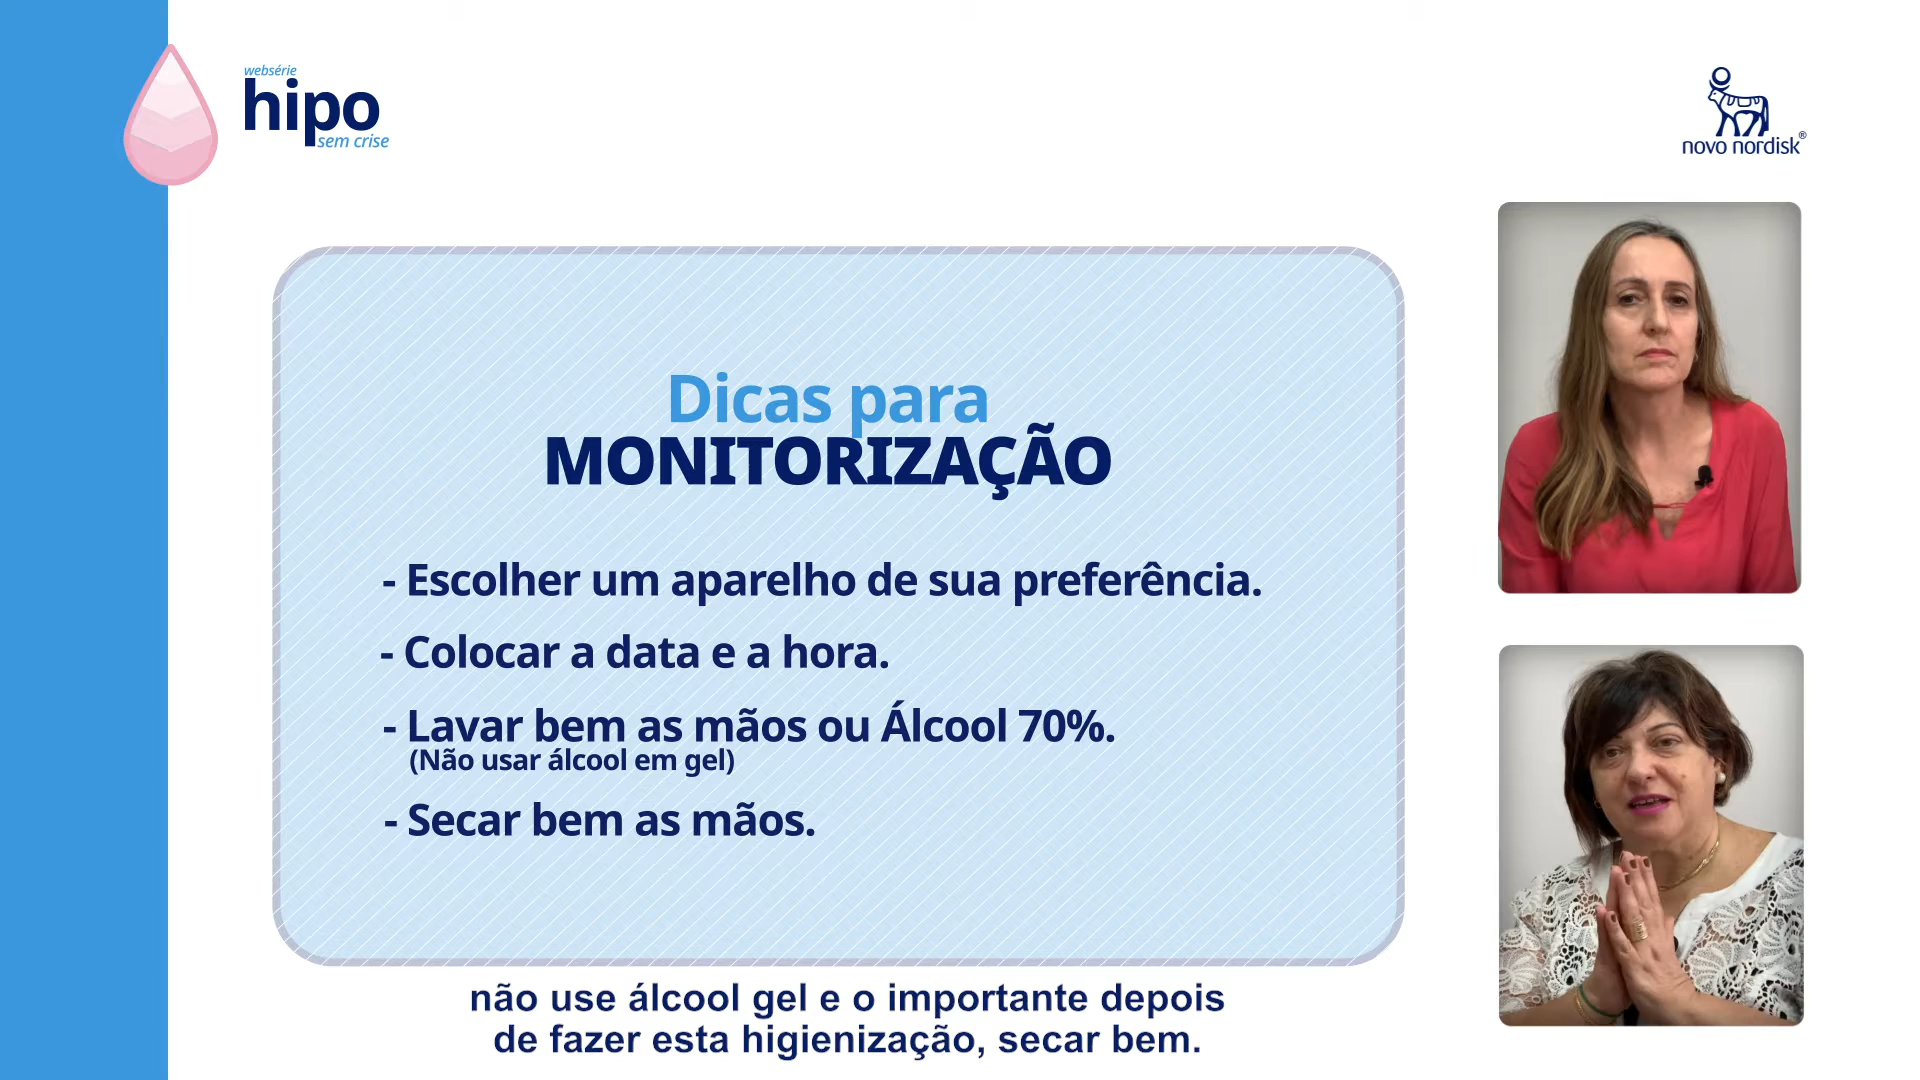 websérie
hipo
sem crise
novo nordisk®
Dicas para
MONITORIZAÇÃO
- Escolher um aparelho de sua preferência.
- Colocar a data e a hora.
- Lavar bem as mãos ou Álcool 70%.
(Não usar álcool em gel)
- Secar bem as mãos.
não use álcool gel e o importante depois
de fazer esta higienização, secar bem.